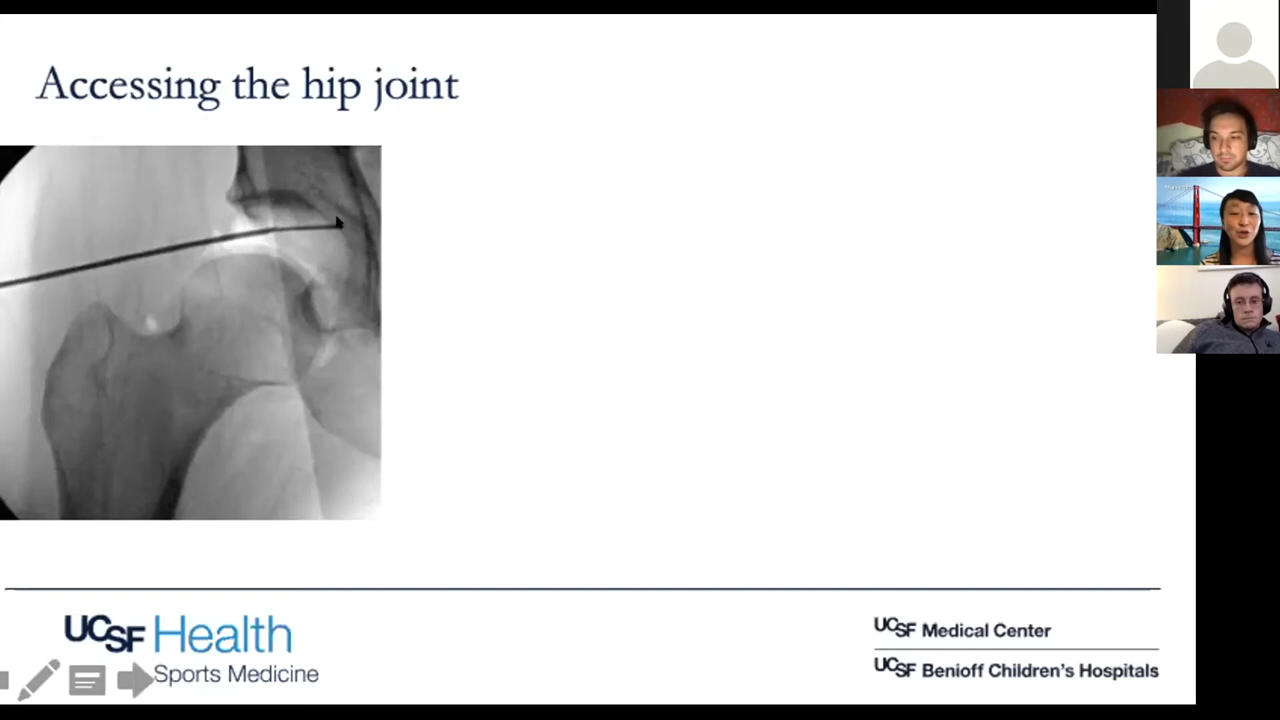 Accessing the hip joint
UCSF Health
Sports Medicine
UCSF Medical Center
UCSF Benioff Children's Hospitals